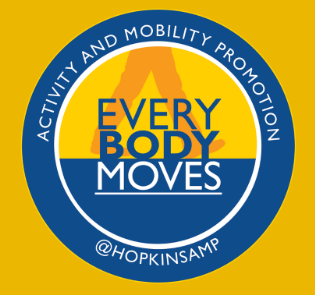 ACTIVITY AND MOBILITY PROMOTION
EVERY
BODY
MOVES
@HOPKINSAMP